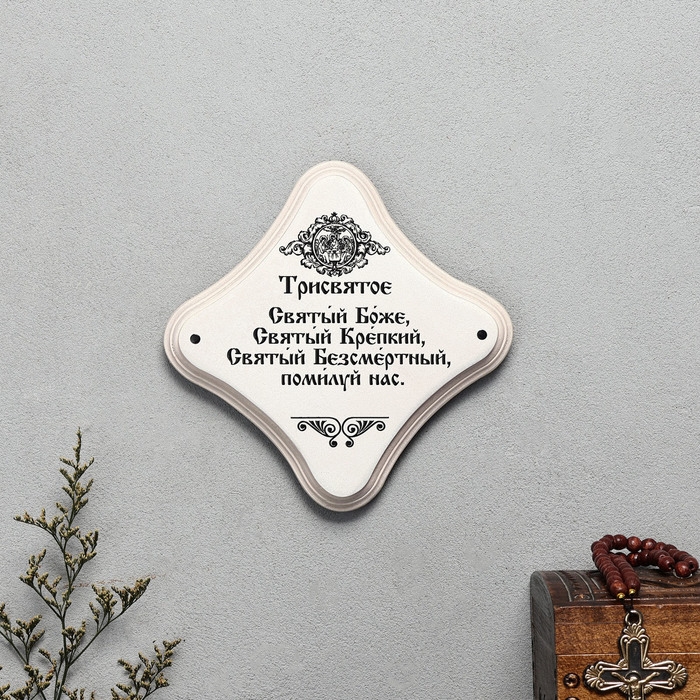 Трисвятое
Святы́й Бо́же,
Святы́й Кре́пкий,
Святы́й Безсме́ртный,
поми́луй нас.